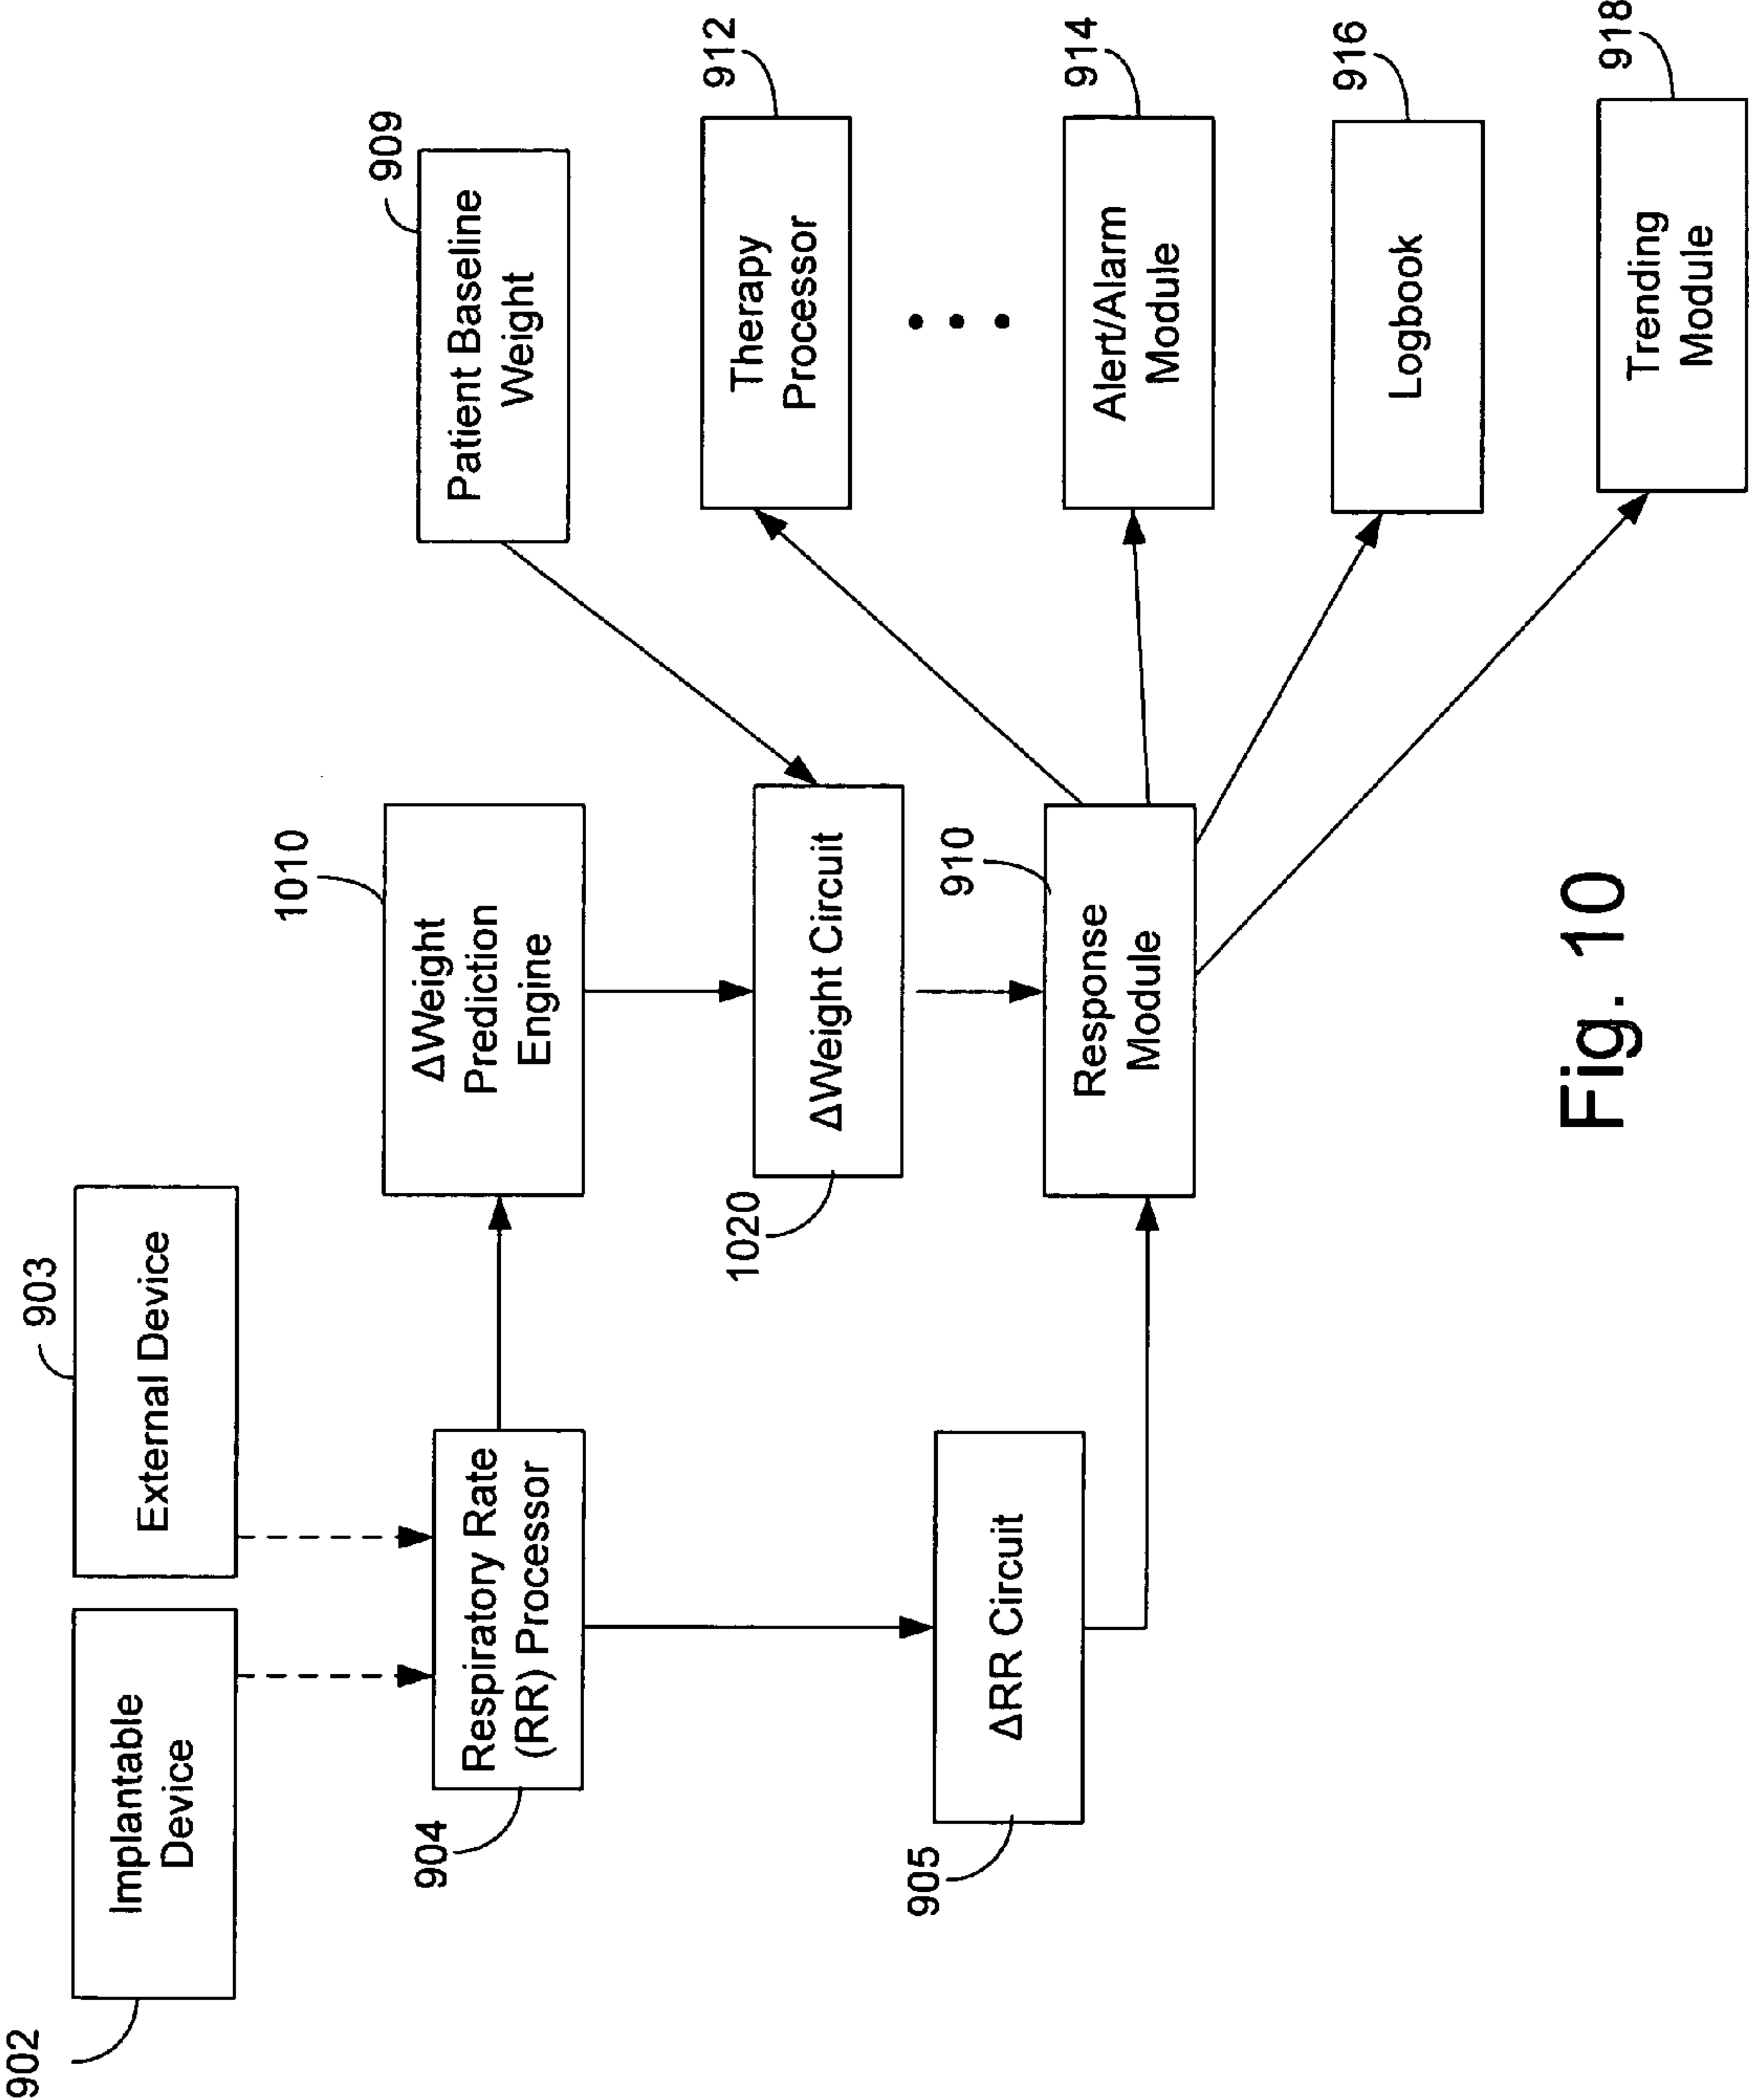 902
Implantable
Device
903
External Device
904
Respiratory Rate
(RR) Processor
1010
ΔWeight
Prediction
Engine
909
Patient Baseline
Weight
1020
ΔWeight Circuit
912
Therapy
Processor
905
ΔRR Circuit
910
Response
Module
914
Alert/Alarm
Module
916
Logbook
918
Trending
Module
Fig. 10